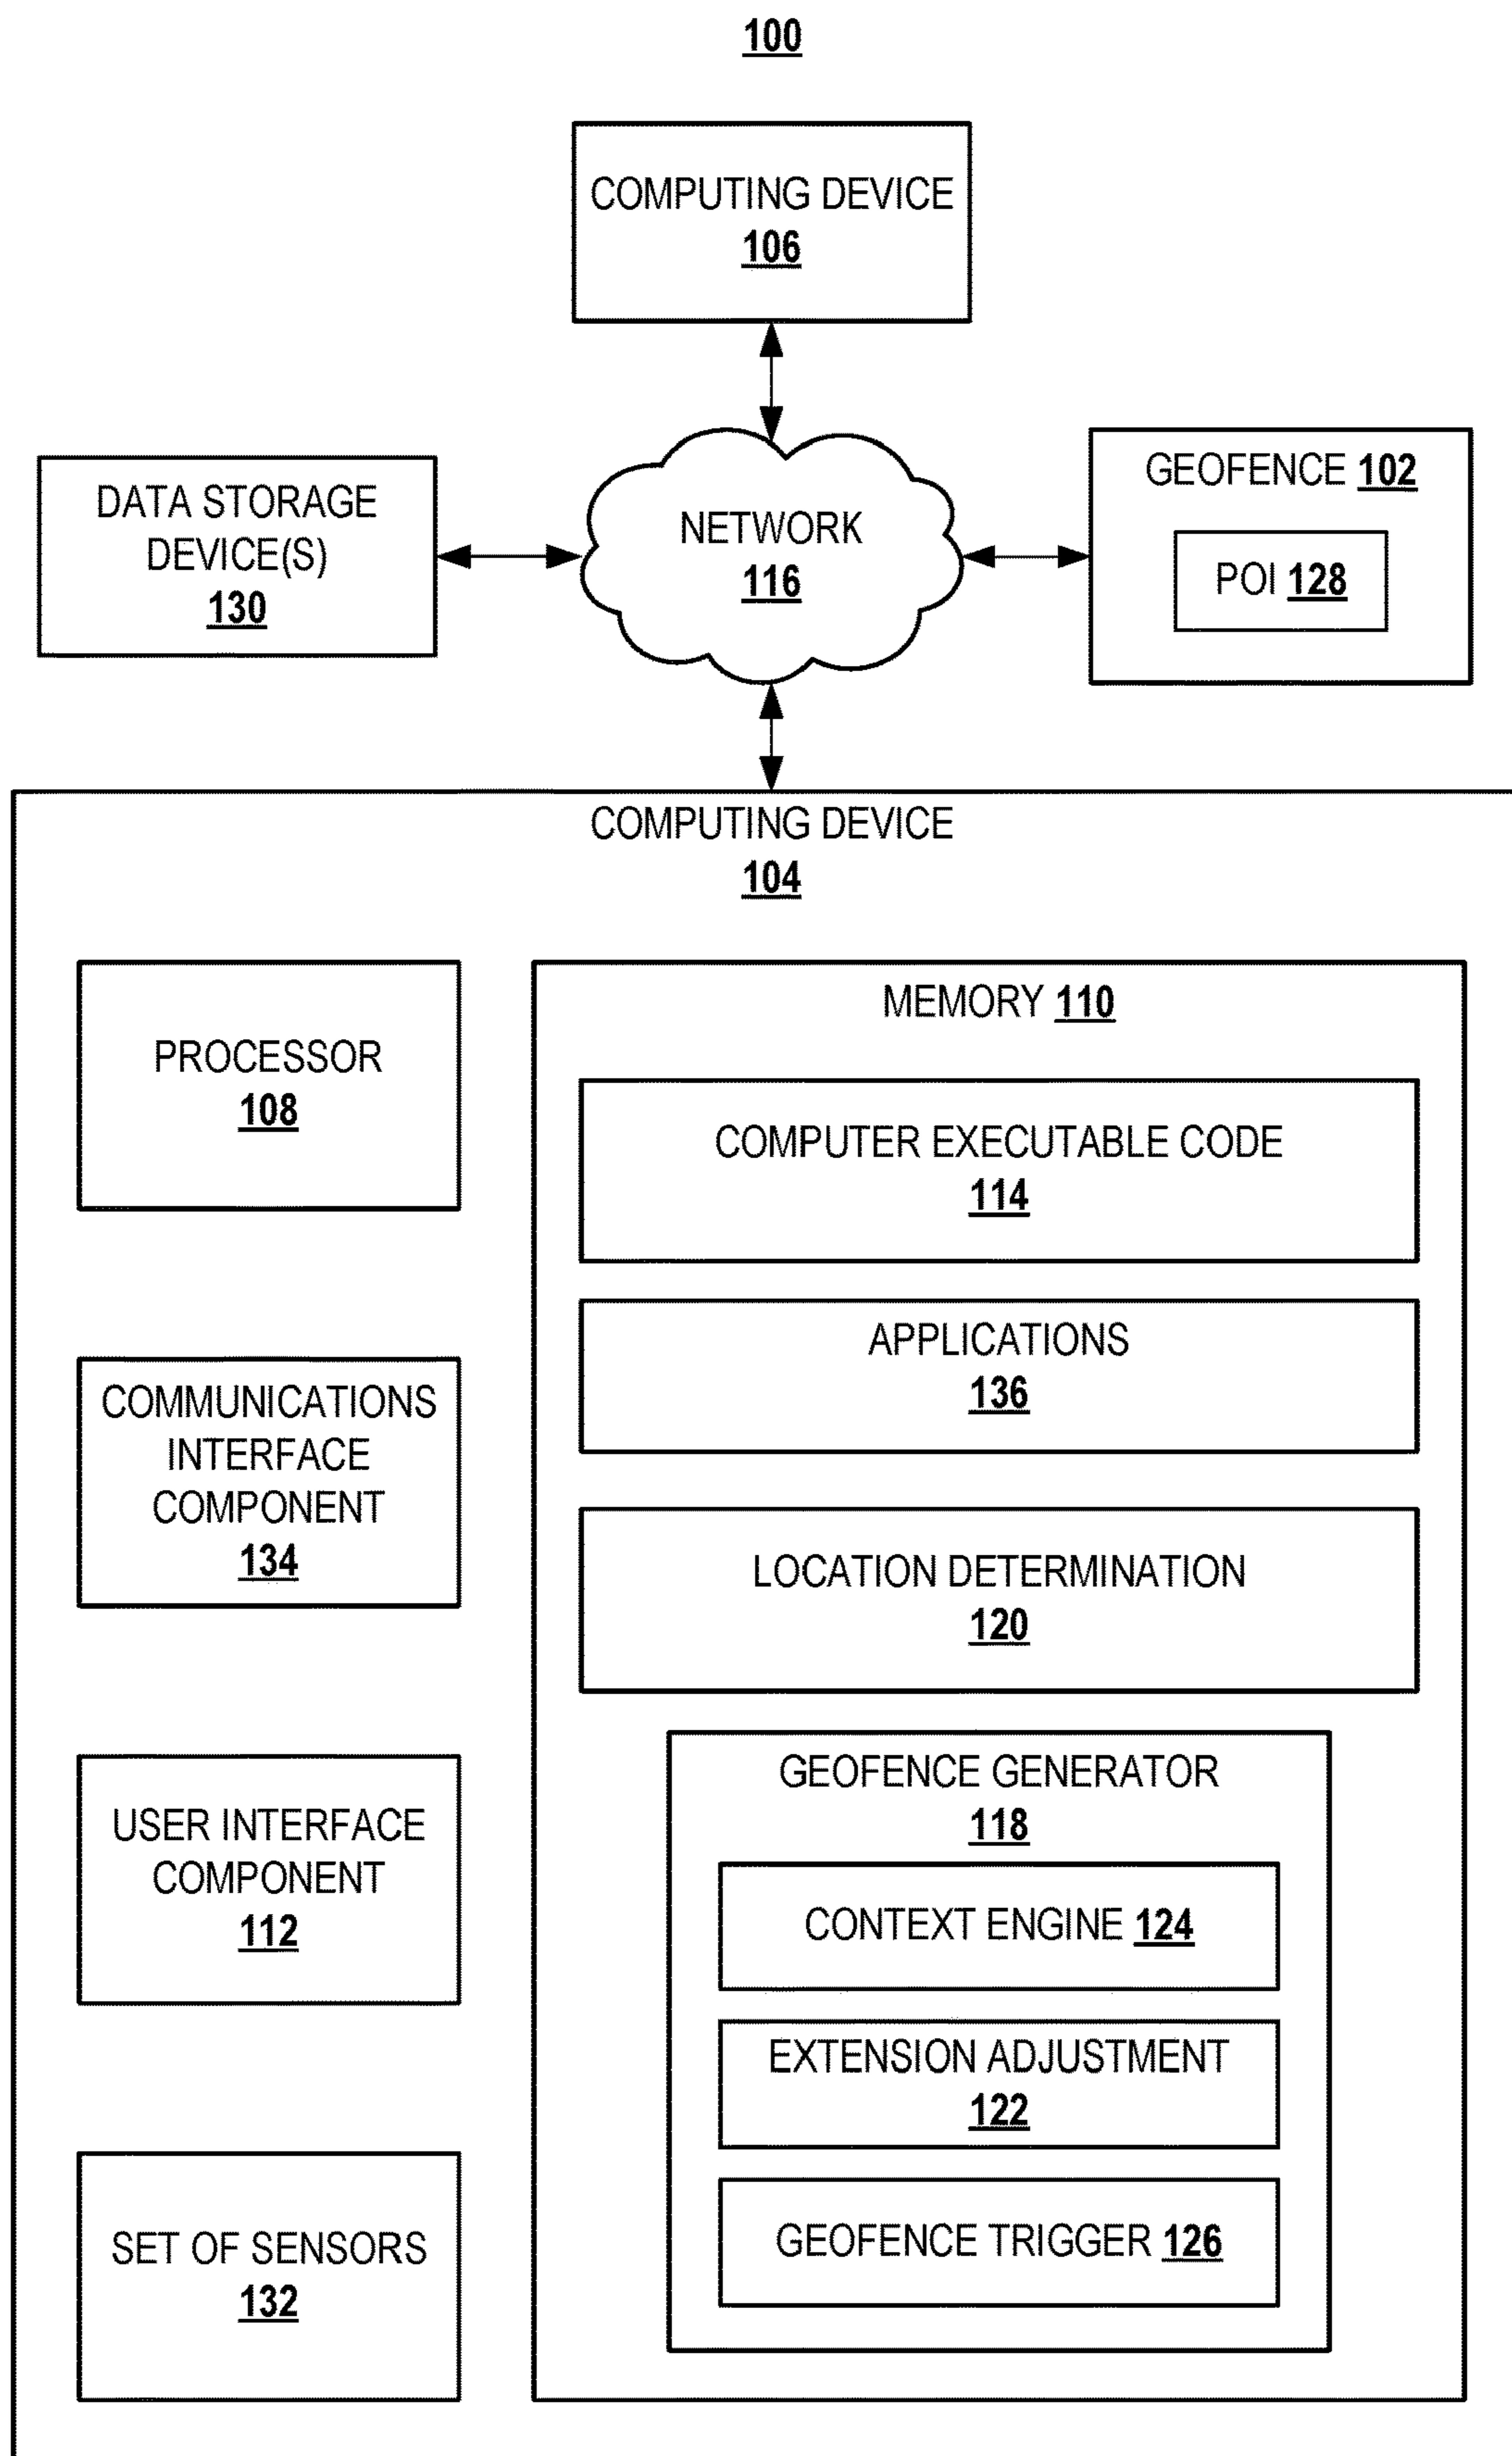 100
COMPUTING DEVICE
106
DATA STORAGE
DEVICE(S)
130
NETWORK
116
GEOFENCE 102
POI 128
COMPUTING DEVICE
104
PROCESSOR
108
COMMUNICATIONS
INTERFACE
COMPONENT
134
USER INTERFACE
COMPONENT
112
SET OF SENSORS
132
MEMORY 110
COMPUTER EXECUTABLE CODE
114
APPLICATIONS
136
LOCATION DETERMINATION
120
GEOFENCE GENERATOR
118
CONTEXT ENGINE 124
EXTENSION ADJUSTMENT
122
GEOFENCE TRIGGER 126